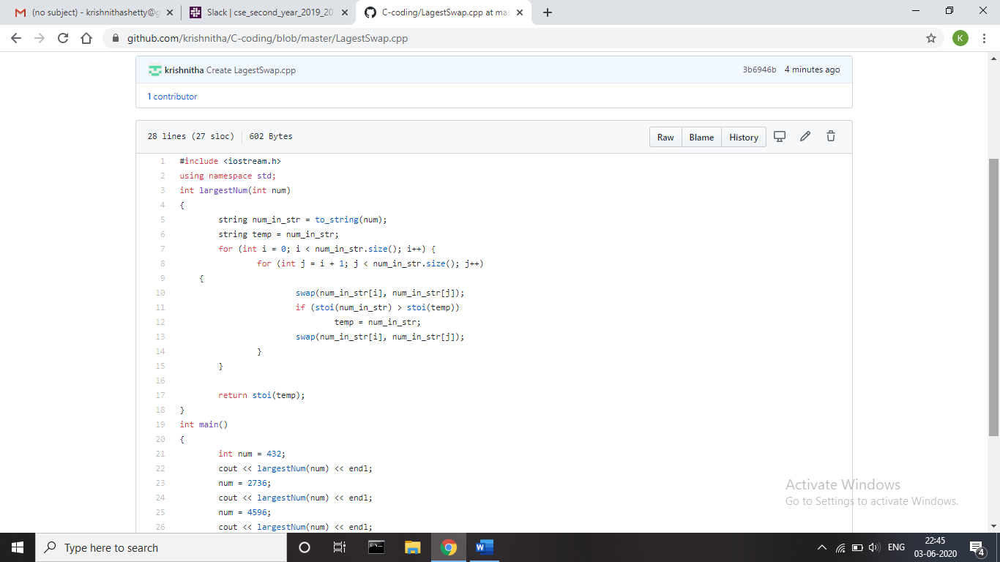 (no subject) - krishnithashetty@g
Slack | cse_second_year_2019_20
C-coding/LagestSwap.cpp at mas
github.com/krishnitha/C-coding/blob/master/LagestSwap.cpp
K
krishnitha Create LagestSwap.cpp
3b6946b 4 minutes ago
1 contributor
28 lines (27 sloc) 602 Bytes
Raw Blame History
1 #include <iostream.h>
2 using namespace std;
3 int largestNum(int num)
4 {
5 string num_in_str = to_string(num);
6 string temp = num_in_str;
7 for (int i = 0; i < num_in_str.size(); i++) {
8 for (int j = i + 1; j < num_in_str.size(); j++)
9 {
10 swap(num_in_str[i], num_in_str[j]);
11 if (stoi(num_in_str) > stoi(temp))
12 temp = num_in_str;
13 swap(num_in_str[i], num_in_str[j]);
14 }
15 }
16
17 return stoi(temp);
18 }
19 int main()
20 {
21 int num = 432;
22 cout << largestNum(num) << endl;
23 num = 2736;
24 cout << largestNum(num) << endl;
25 num = 4596;
26 cout << largestNum(num) << endl;
Activate Windows
Go to Settings to activate Windows.
Type here to search
ENG
22:45
03-06-2020
4